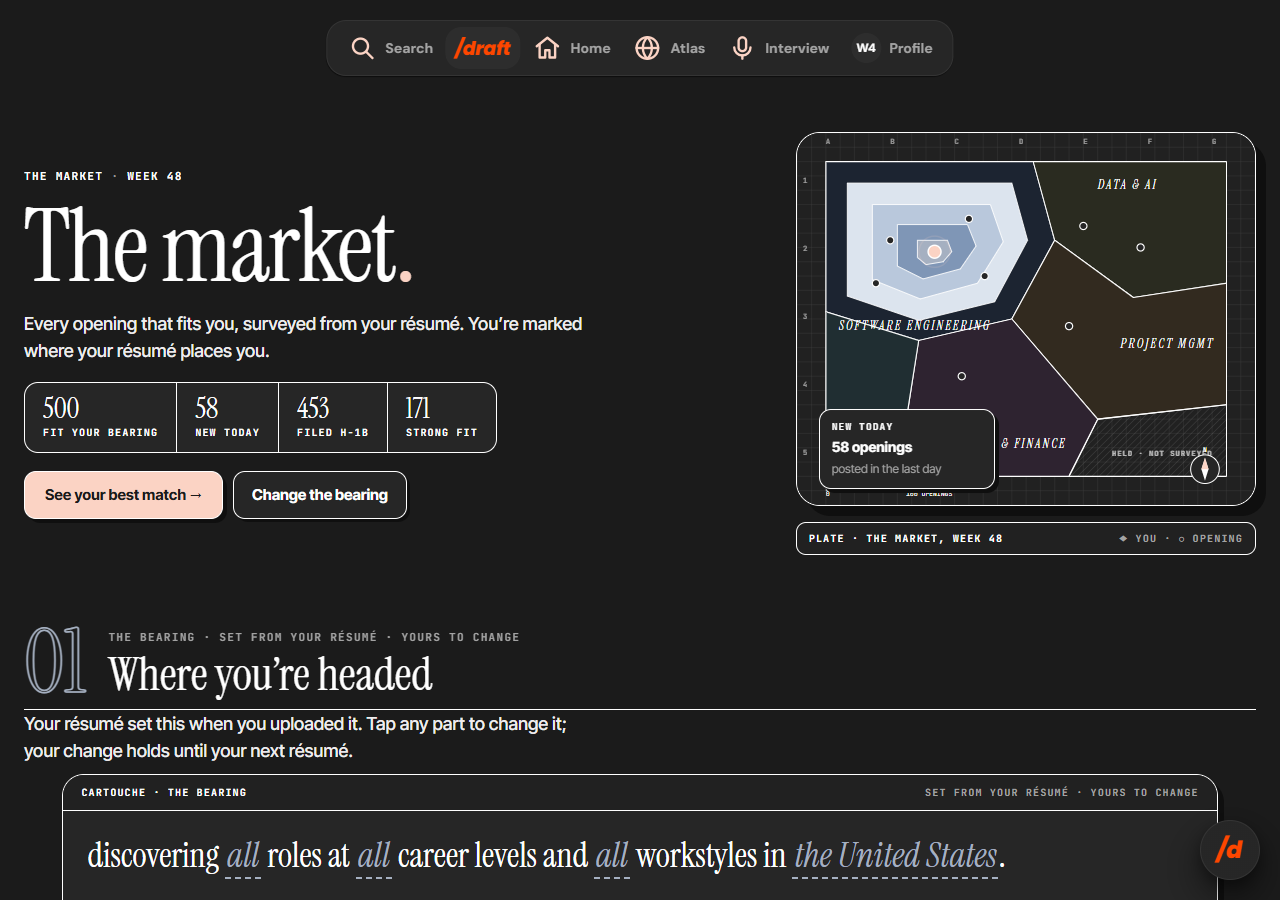 Search
/draft
Home
Atlas
Interview
W4
Profile
THE MARKET · WEEK 48
The market.
Every opening that fits you, surveyed from your résumé. You’re marked
where your résumé places you.
500
FIT YOUR BEARING
58
NEW TODAY
453
FILED H-1B
171
STRONG FIT
See your best match →
Change the bearing
A B C D E F G
1
2
3
4
5
DATA & AI
SOFTWARE ENGINEERING
PROJECT MGMT
& FINANCE
HELD · NOT SURVEYED
NEW TODAY
58 openings
posted in the last day
OPENINGS
PLATE · THE MARKET, WEEK 48
◆ YOU · ○ OPENING
01
THE BEARING · SET FROM YOUR RÉSUMÉ · YOURS TO CHANGE
Where you’re headed
Your résumé set this when you uploaded it. Tap any part to change it;
your change holds until your next résumé.
CARTOUCHE · THE BEARING
SET FROM YOUR RÉSUMÉ · YOURS TO CHANGE
discovering all roles at all career levels and all workstyles in the United States.
/d